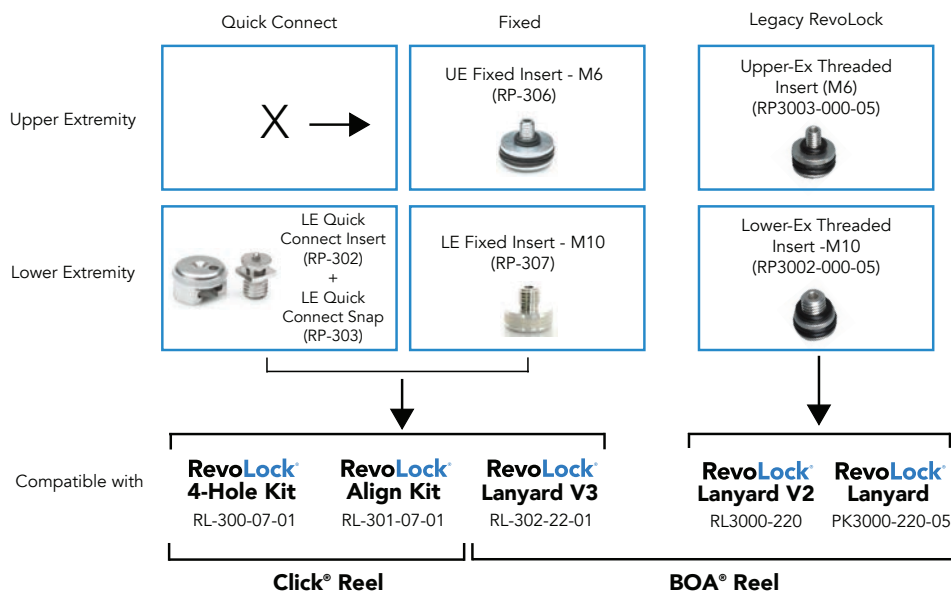 Quick Connect
Fixed
Legacy RevoLock
Upper Extremity
X
UE Fixed Insert - M6
(RP-306)
Upper-Ex Threaded
Insert (M6)
(RP3003-000-05)
Lower Extremity
LE Quick
Connect Insert
(RP-302)
+
LE Quick
Connect Snap
(RP-303)
LE Fixed Insert - M10
(RP-307)
Lower-Ex Threaded
Insert -M10
(RP3002-000-05)
Compatible with
RevoLock®
4-Hole Kit
RL-300-07-01
RevoLock®
Align Kit
RL-301-07-01
RevoLock®
Lanyard V3
RL-302-22-01
RevoLock®
Lanyard V2
RL3000-220
RevoLock®
Lanyard
PK3000-220-05
Click® Reel
BOA® Reel